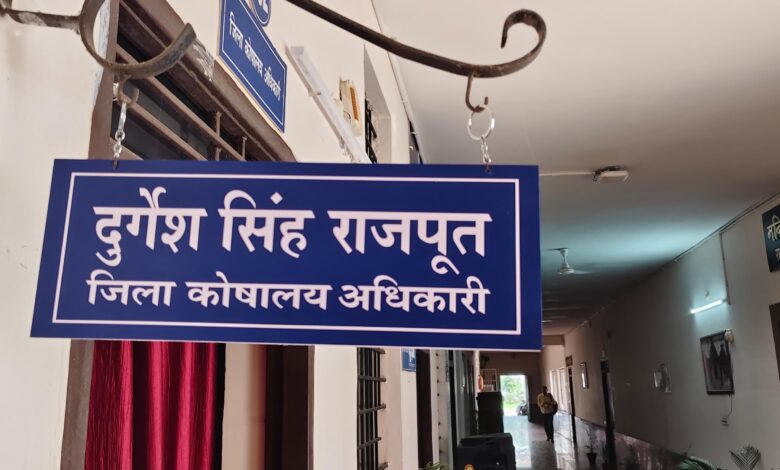 जिला कोषालय अधिकारी
दुर्गेश सिंह राजपूत
जिला कोषालय अधिकारी